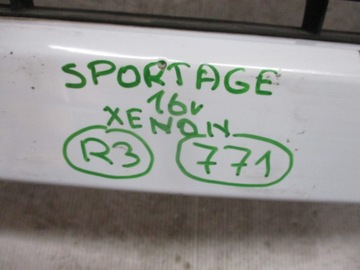 SPORTAGE
16v
XENON
R3 771